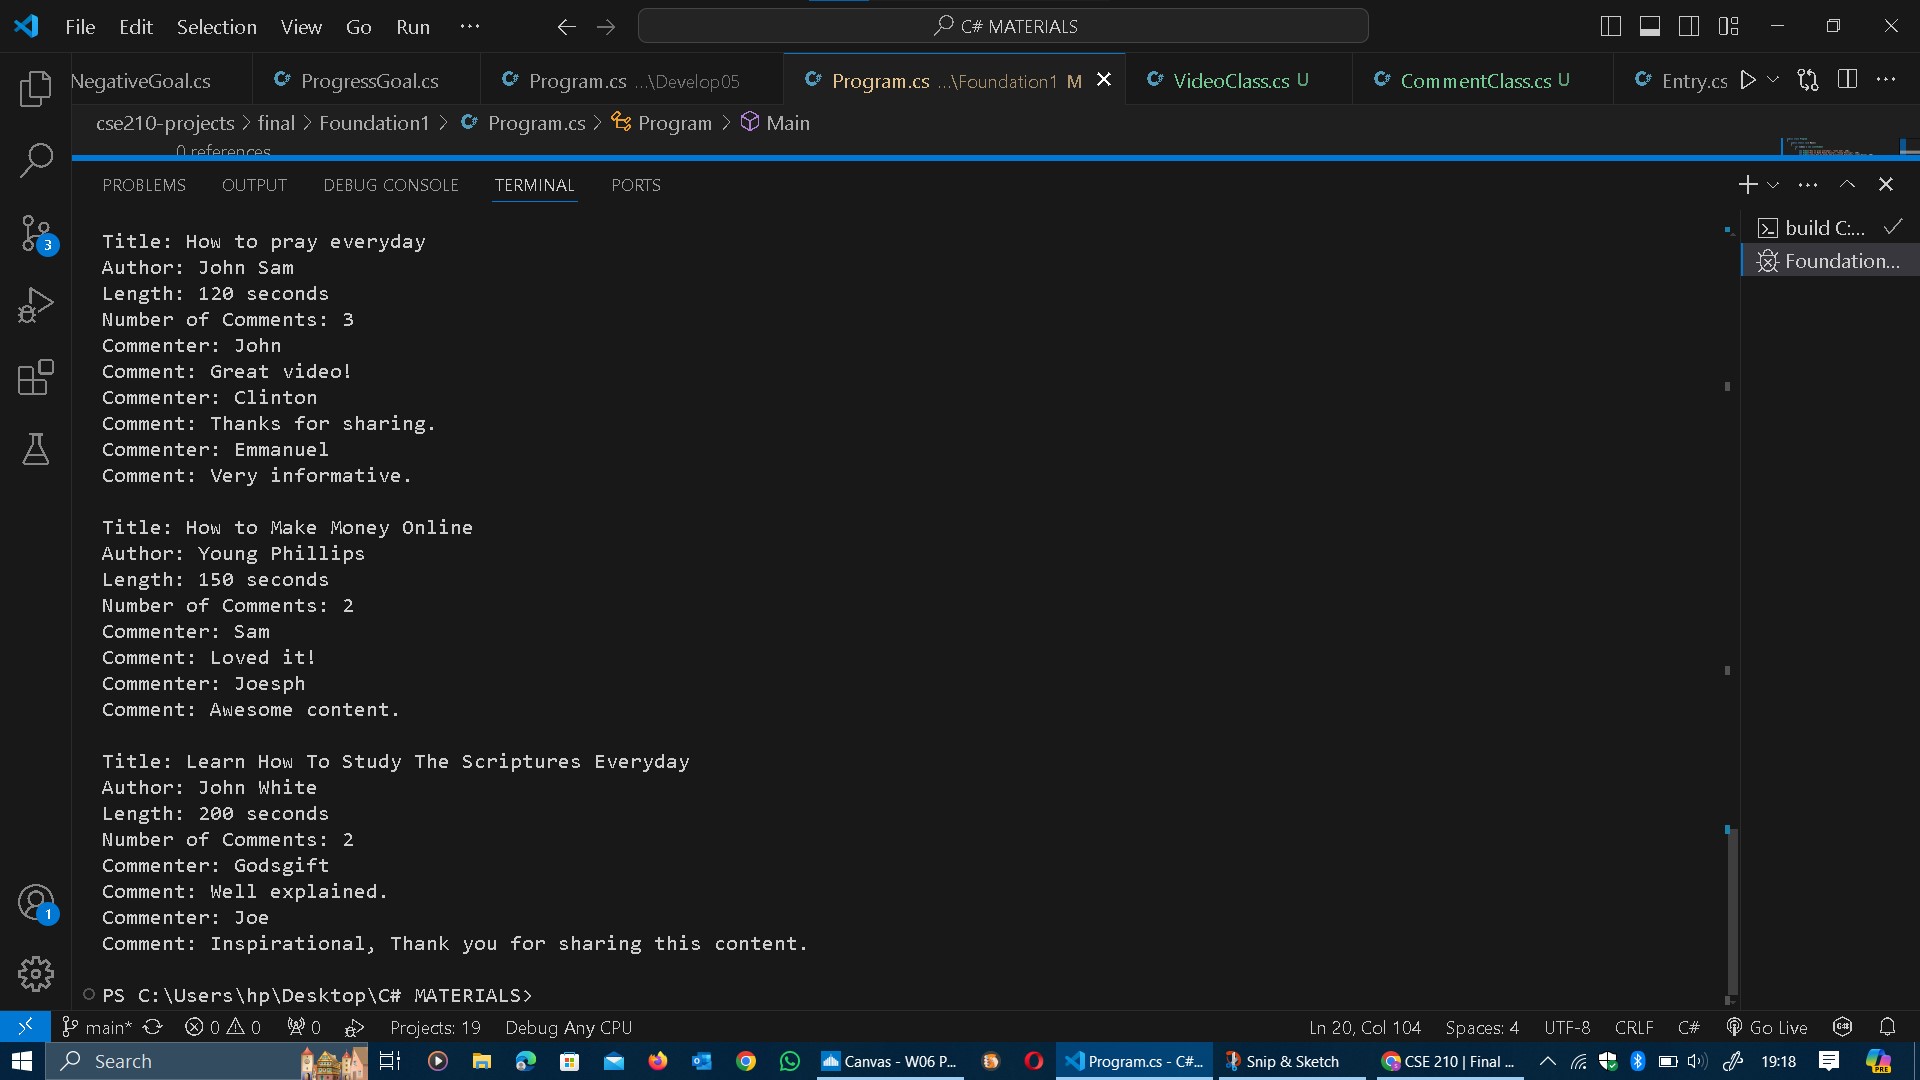 File Edit Selection View Go Run ··· C# MATERIALS
NegativeGoal.cs ProgressGoal.cs Program.cs ...\Develop05 Program.cs ...\Foundation1 M VideoClass.cs U CommentClass.cs U Entry.cs
cse210-projects > final > Foundation1 > Program.cs > Program > Main
0 references
PROBLEMS OUTPUT DEBUG CONSOLE TERMINAL PORTS
build C:...
Foundation...
Title: How to pray everyday
Author: John Sam
Length: 120 seconds
Number of Comments: 3
Commenter: John
Comment: Great video!
Commenter: Clinton
Comment: Thanks for sharing.
Commenter: Emmanuel
Comment: Very informative.
Title: How to Make Money Online
Author: Young Phillips
Length: 150 seconds
Number of Comments: 2
Commenter: Sam
Comment: Loved it!
Commenter: Joesph
Comment: Awesome content.
Title: Learn How To Study The Scriptures Everyday
Author: John White
Length: 200 seconds
Number of Comments: 2
Commenter: Godsgift
Comment: Well explained.
Commenter: Joe
Comment: Inspirational, Thank you for sharing this content.
PS C:\Users\hp\Desktop\C# MATERIALS>
3
1
main* 0 0 0 Projects: 19 Debug Any CPU Ln 20, Col 104 Spaces: 4 UTF-8 CRLF C# Go Live
Search Canvas - W06 P... Program.cs - C#... Snip & Sketch CSE 210 | Final ... 19:18 PRE